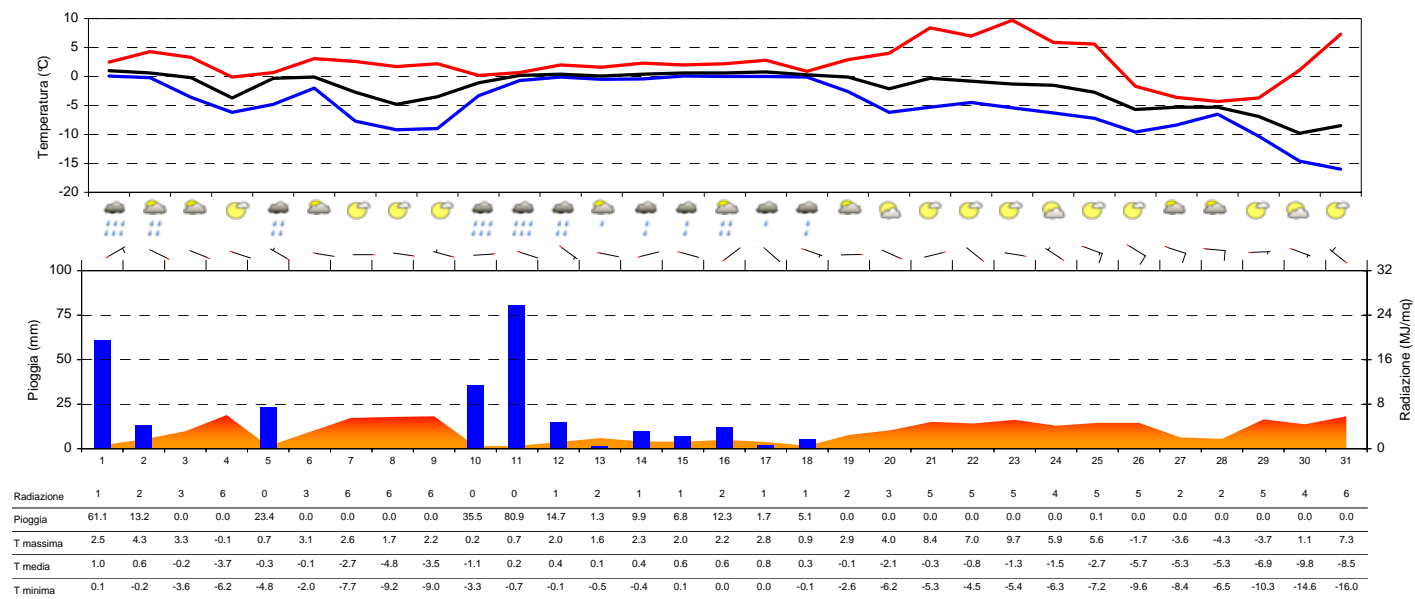 10
5
0
-5
-10
-15
-20
Temperatura (°C)
100
75
50
25
0
Pioggia (mm)
32
24
16
8
0
Radiazione (MJ/mq)
1 2 3 4 5 6 7 8 9 10 11 12 13 14 15 16 17 18 19 20 21 22 23 24 25 26 27 28 29 30 31
Radiazione 1 2 3 6 0 3 6 6 6 0 0 1 2 1 1 2 1 1 2 3 5 5 5 4 5 5 2 2 5 4 6
Pioggia 61.1 13.2 0.0 0.0 23.4 0.0 0.0 0.0 0.0 35.5 80.9 14.7 1.3 9.9 6.8 12.3 1.7 5.1 0.0 0.0 0.0 0.0 0.0 0.0 0.1 0.0 0.0 0.0 0.0 0.0 0.0
T massima 2.5 4.3 3.3 -0.1 0.7 3.1 2.6 1.7 2.2 0.2 0.7 2.0 1.6 2.3 2.0 2.2 2.8 0.9 2.9 4.0 8.4 7.0 9.7 5.9 5.6 -1.7 -3.6 -4.3 -3.7 1.1 7.3
T media 1.0 0.6 -0.2 -3.7 -0.3 -0.1 -2.7 -4.8 -3.5 -1.1 0.2 0.4 0.1 0.4 0.6 0.6 0.8 0.3 -0.1 -2.1 -0.3 -0.8 -1.3 -1.5 -2.7 -5.7 -5.3 -5.3 -6.9 -9.8 -8.5
T minima 0.1 -0.2 -3.6 -6.2 -4.8 -2.0 -7.7 -9.2 -9.0 -3.3 -0.7 -0.1 -0.5 -0.4 0.1 0.0 0.0 -0.1 -2.6 -6.2 -5.3 -4.5 -5.4 -6.3 -7.2 -9.6 -8.4 -6.5 -10.3 -14.6 -16.0